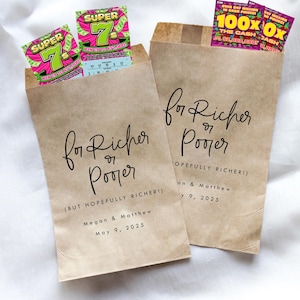 SUPER
7
SUPER
7
100X
THE CASH
0X
for Richer
or
Poorer
(BUT HOPEFULLY RICHER!)
Megan & Matthew
May 9, 2025
for Richer
or
Poorer
(BUT HOPEFULLY RICHER!)
Megan & Matthew
May 9, 2025